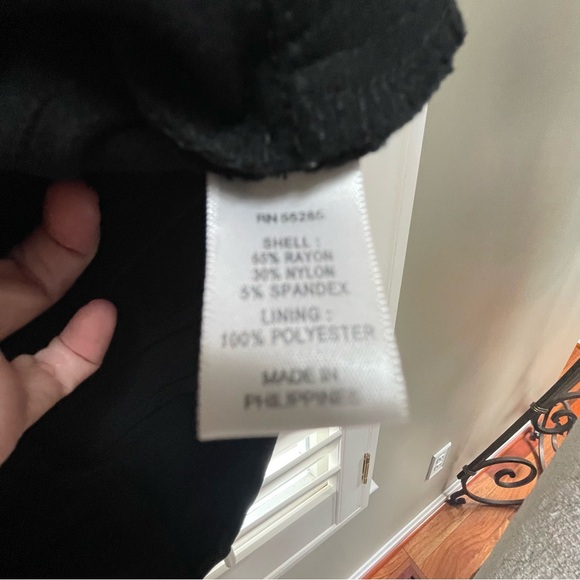 RN 55285
SHELL :
65% RAYON
30% NYLON
5% SPANDEX
LINING :
100% POLYESTER
MADE IN
PHILIPPINES